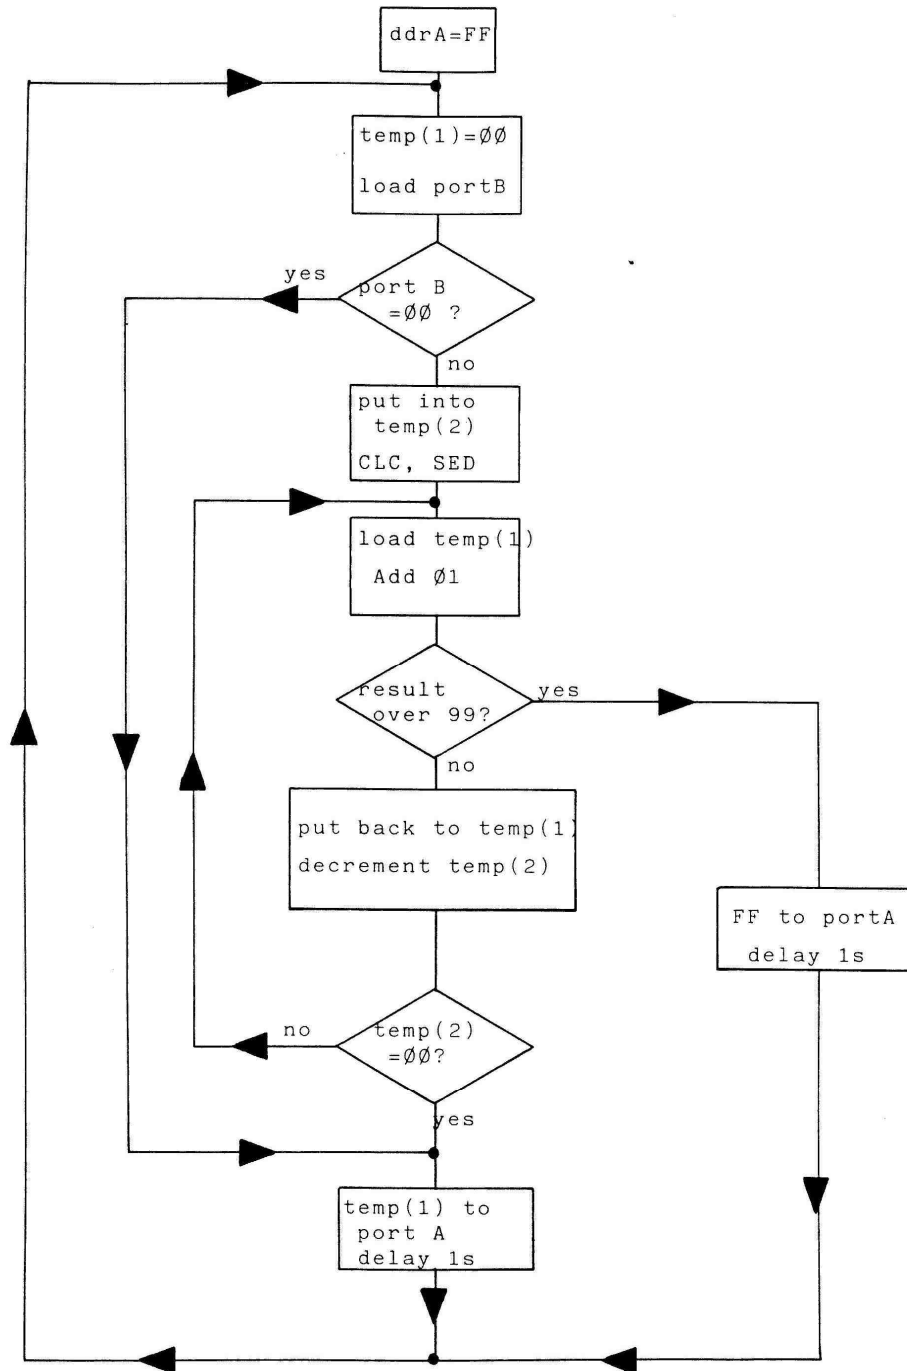 ddrA=FF
temp(1)=ØØ
load portB
yes
port B
=ØØ ?
no
put into
temp(2)
CLC, SED
load temp(1)
Add Ø1
result
over 99?
yes
no
put back to temp(1)
decrement temp(2)
FF to portA
delay 1s
no
temp(2)
=ØØ?
yes
temp(1) to
port A
delay 1s